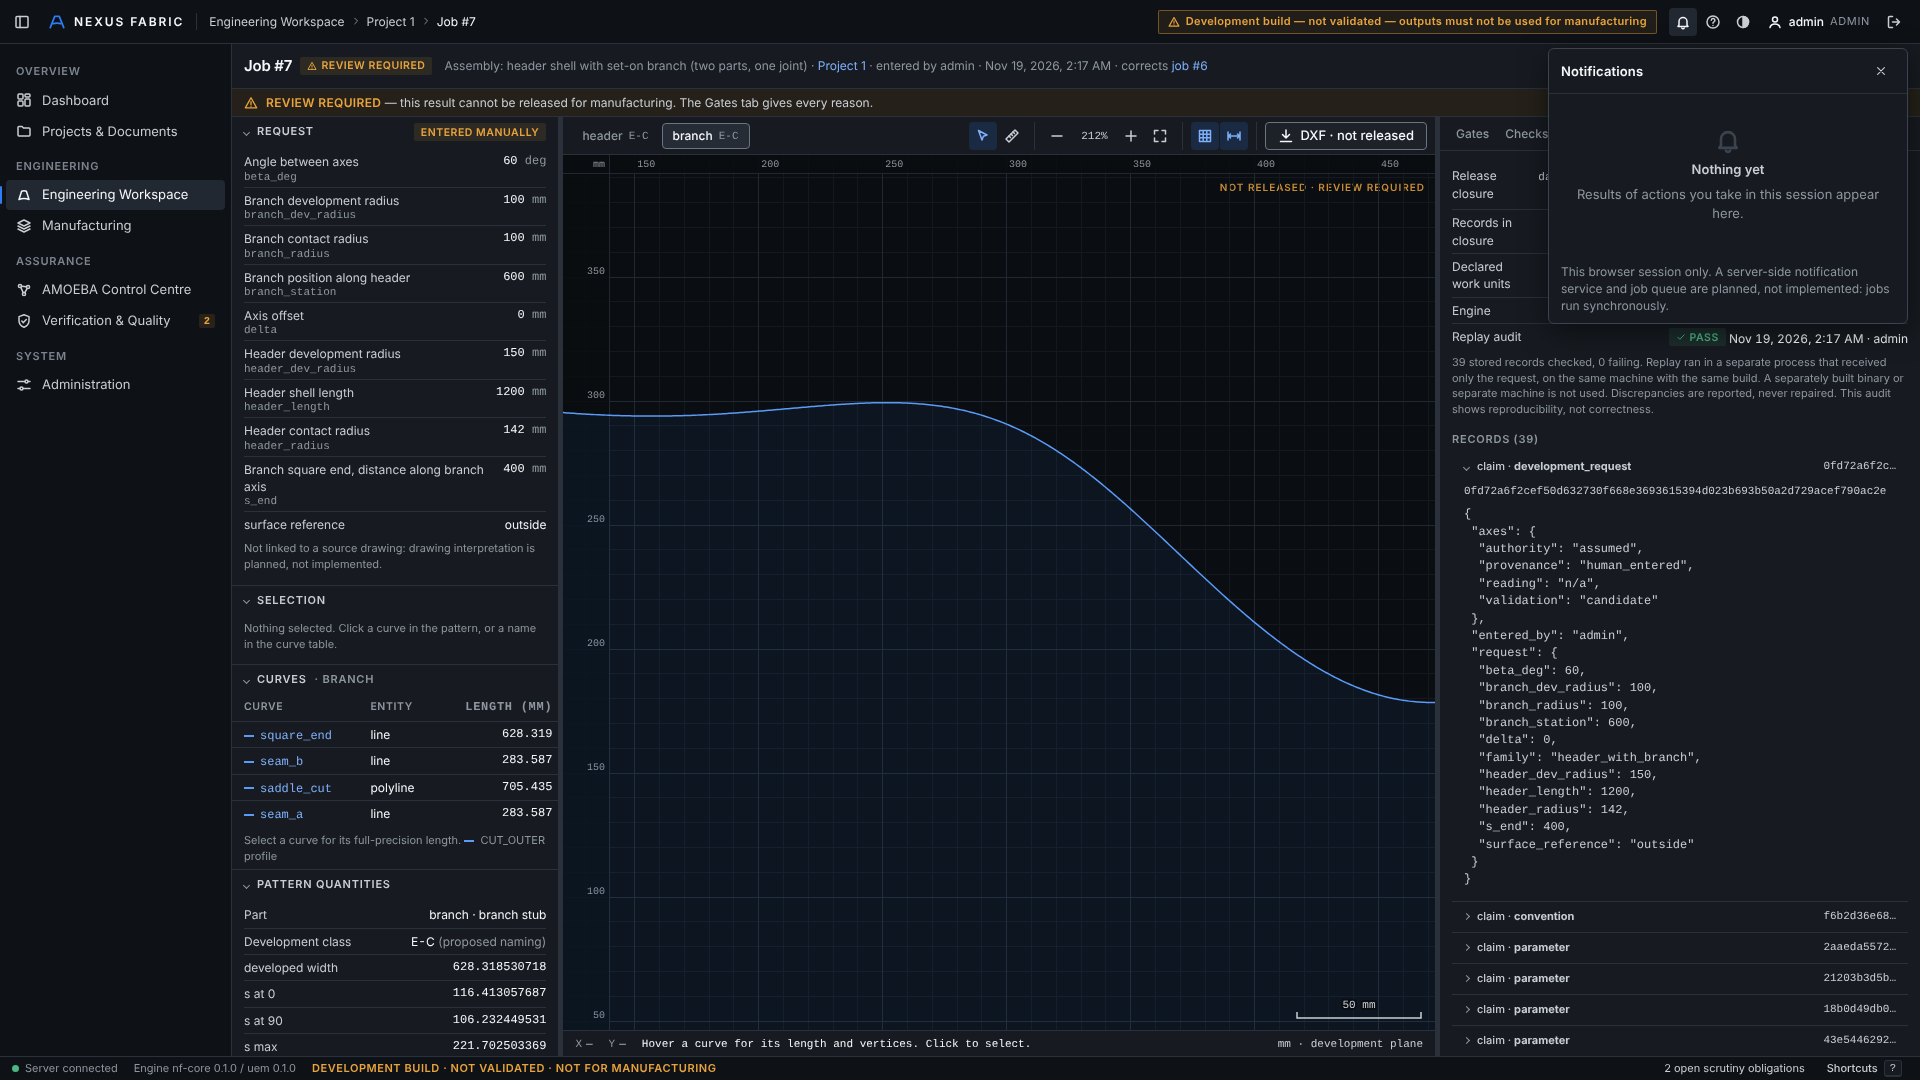 NEXUS FABRIC
Engineering Workspace › Project 1 › Job #7
Development build — not validated — outputs must not be used for manufacturing
admin ADMIN
OVERVIEW
Dashboard
Projects & Documents
ENGINEERING
Engineering Workspace
Manufacturing
ASSURANCE
AMOEBA Control Centre
Verification & Quality 2
SYSTEM
Administration
Job #7 REVIEW REQUIRED Assembly: header shell with set-on branch (two parts, one joint) · Project 1 · entered by admin · Nov 19, 2026, 2:17 AM · corrects job #6
REVIEW REQUIRED — this result cannot be released for manufacturing. The Gates tab gives every reason.
REQUEST ENTERED MANUALLY
Angle between axes 60 deg
beta_deg
Branch development radius 100 mm
branch_dev_radius
Branch contact radius 100 mm
branch_radius
Branch position along header 600 mm
branch_station
Axis offset 0 mm
delta
Header development radius 150 mm
header_dev_radius
Header shell length 1200 mm
header_length
Header contact radius 142 mm
header_radius
Branch square end, distance along branch 400 mm
axis
s_end
surface reference outside
Not linked to a source drawing: drawing interpretation is
planned, not implemented.
SELECTION
Nothing selected. Click a curve in the pattern, or a name
in the curve table.
CURVES · BRANCH
CURVE ENTITY LENGTH (MM)
square_end line 628.319
seam_b line 283.587
saddle_cut polyline 705.435
seam_a line 283.587
Select a curve for its full-precision length. CUT_OUTER
profile
PATTERN QUANTITIES
Part branch · branch stub
Development class E-C (proposed naming)
developed width 628.318530718
s at 0 116.413057687
s at 90 106.232449531
s max 221.702503369
header E-C branch E-C
212%
DXF · not released
mm 150 200 250 300 350 400 450
NOT RELEASED · REVIEW REQUIRED
350
300
250
200
150
100
50
50 mm
X — Y — Hover a curve for its length and vertices. Click to select. mm · development plane
Gates Checks
Release
closure
Records in
closure
Declared
work units
Engine
Replay audit PASS Nov 19, 2026, 2:17 AM · admin
39 stored records checked, 0 failing. Replay ran in a separate process that received
only the request, on the same machine with the same build. A separately built binary or
separate machine is not used. Discrepancies are reported, never repaired. This audit
shows reproducibility, not correctness.
RECORDS (39)
claim · development_request 0fd72a6f2c…
0fd72a6f2cef50d632730f668e3693615394d023b693b50a2d729acef790ac2e
{
"axes": {
"authority": "assumed",
"provenance": "human_entered",
"reading": "n/a",
"validation": "candidate"
},
"entered_by": "admin",
"request": {
"beta_deg": 60,
"branch_dev_radius": 100,
"branch_radius": 100,
"branch_station": 600,
"delta": 0,
"family": "header_with_branch",
"header_dev_radius": 150,
"header_length": 1200,
"header_radius": 142,
"s_end": 400,
"surface_reference": "outside"
}
}
claim · convention f6b2d36e68…
claim · parameter 2aaeda5572…
claim · parameter 21203b3d5b…
claim · parameter 18b0d49db0…
claim · parameter 43e5446292…
Notifications
Nothing yet
Results of actions you take in this session appear
here.
This browser session only. A server-side notification
service and job queue are planned, not implemented: jobs
run synchronously.
Server connected Engine nf-core 0.1.0 / uem 0.1.0 DEVELOPMENT BUILD · NOT VALIDATED · NOT FOR MANUFACTURING
2 open scrutiny obligations Shortcuts ?